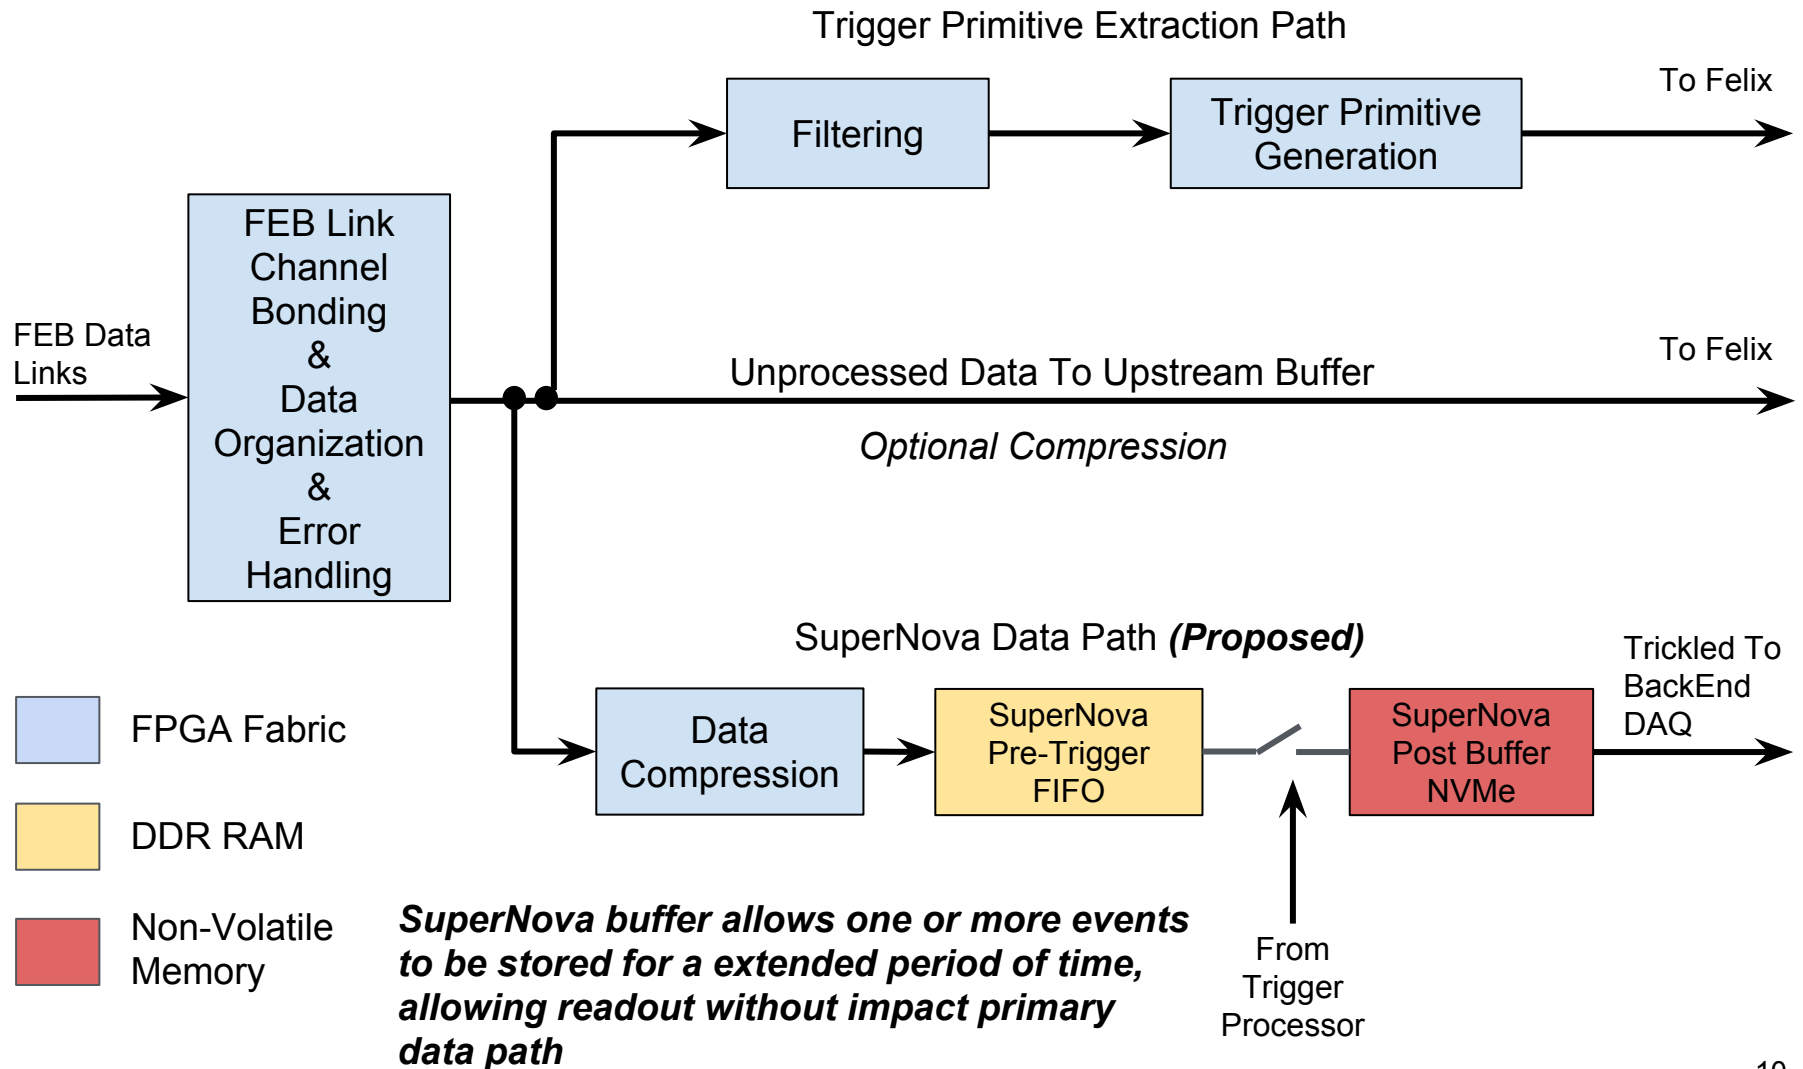 Trigger Primitive Extraction Path
To Felix
Filtering
Trigger Primitive
Generation
FEB Link
Channel
Bonding
&
Data
Organization
&
Error
Handling
FEB Data
Links
Unprocessed Data To Upstream Buffer
To Felix
Optional Compression
SuperNova Data Path (Proposed)
Trickled To
BackEnd
DAQ
Data
Compression
SuperNova
Pre-Trigger
FIFO
SuperNova
Post Buffer
NVMe
FPGA Fabric
DDR RAM
Non-Volatile
Memory
SuperNova buffer allows one or more events
to be stored for a extended period of time,
allowing readout without impact primary
data path
From
Trigger
Processor
10